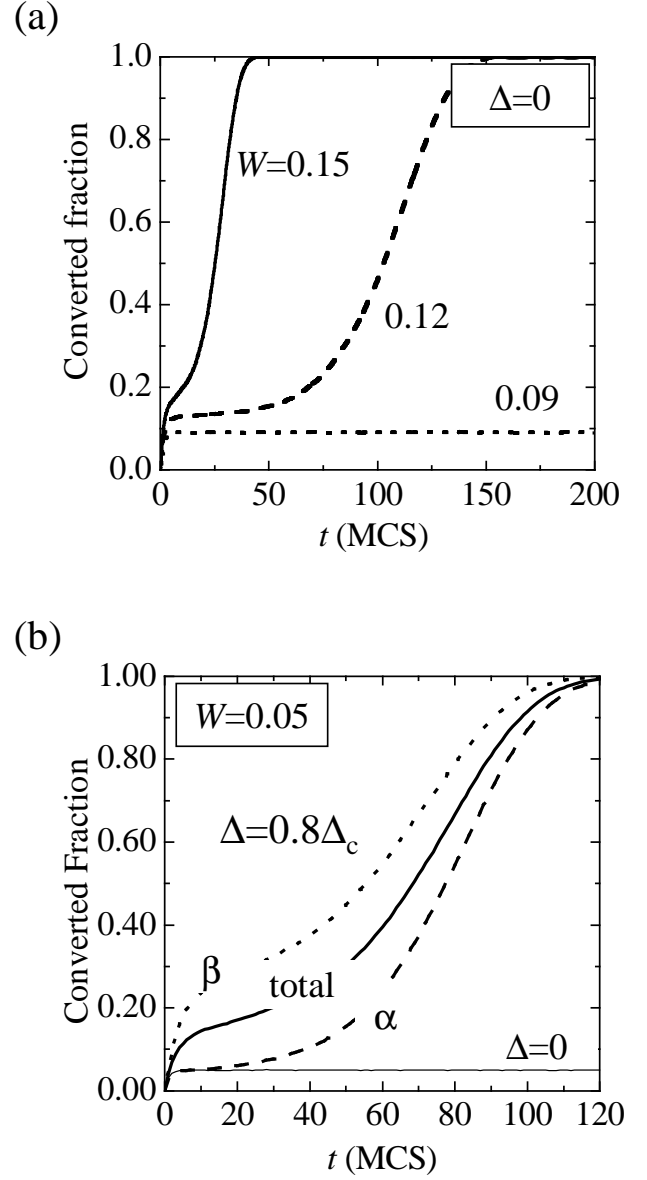 (a)
1.0
Δ=0
0.8
W=0.15
0.6
Converted fraction
0.4
0.12
0.2
0.09
0.0
0 50 100 150 200
t (MCS)
(b)
1.00
W=0.05
0.80
Δ=0.8Δc
0.60
Converted Fraction
0.40
β
total
0.20
α
Δ=0
0.00
0 20 40 60 80 100 120
t (MCS)